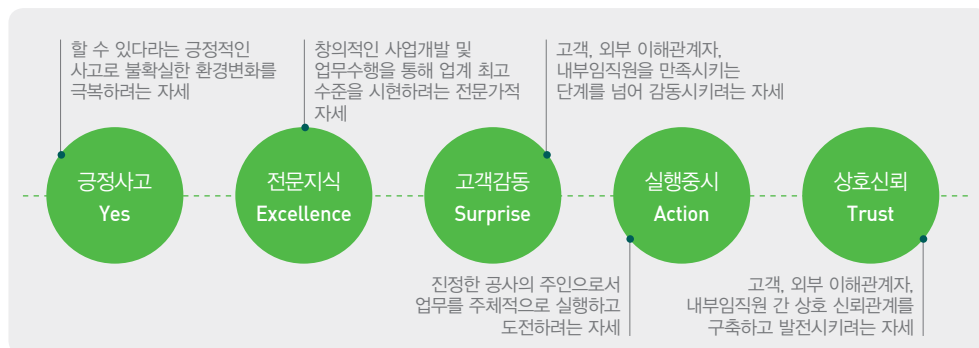 할 수 있다라는 긍정적인
사고로 불확실한 환경변화를
극복하려는 자세
창의적인 사업개발 및
업무수행을 통해 업계 최고
수준을 시현하려는 전문가적
자세
고객, 외부 이해관계자,
내부임직원을 만족시키는
단계를 넘어 감동시키려는 자세
긍정사고
Yes
전문지식
Excellence
고객감동
Surprise
실행중시
Action
상호신뢰
Trust
진정한 공사의 주인으로서
업무를 주체적으로 실행하고
도전하려는 자세
고객, 외부 이해관계자,
내부임직원 간 상호 신뢰관계를
구축하고 발전시키려는 자세